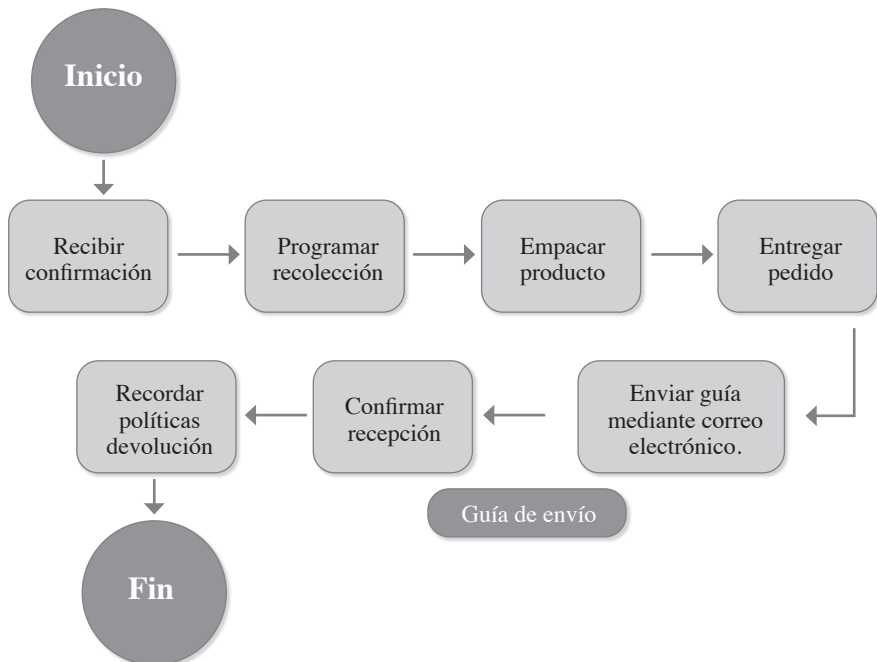 Inicio
Recibir
confirmación
Programar
recolección
Empacar
producto
Entregar
pedido
Enviar guía
mediante correo
electrónico.
Confirmar
recepción
Recordar
políticas
devolución
Guía de envío
Fin